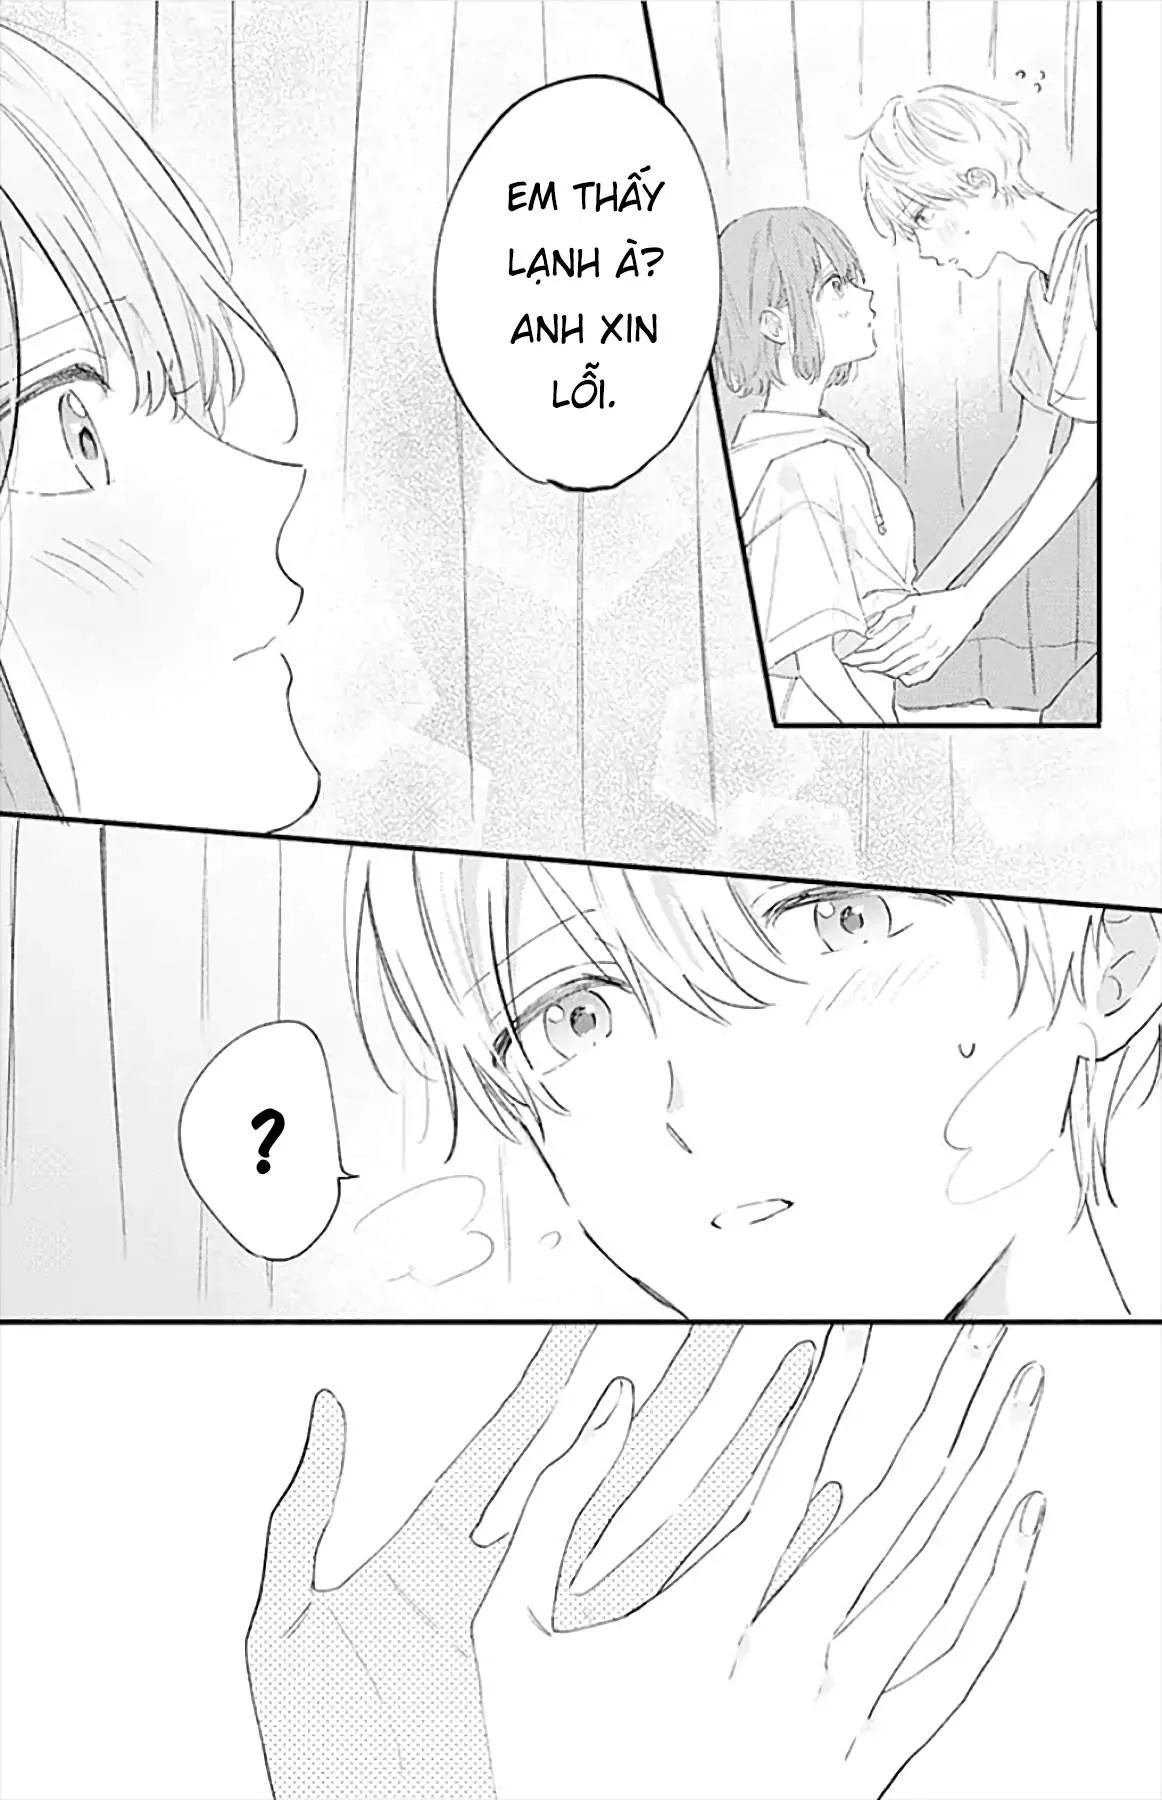 EM THẤY
LẠNH À?
ANH XIN
LỖI.
?